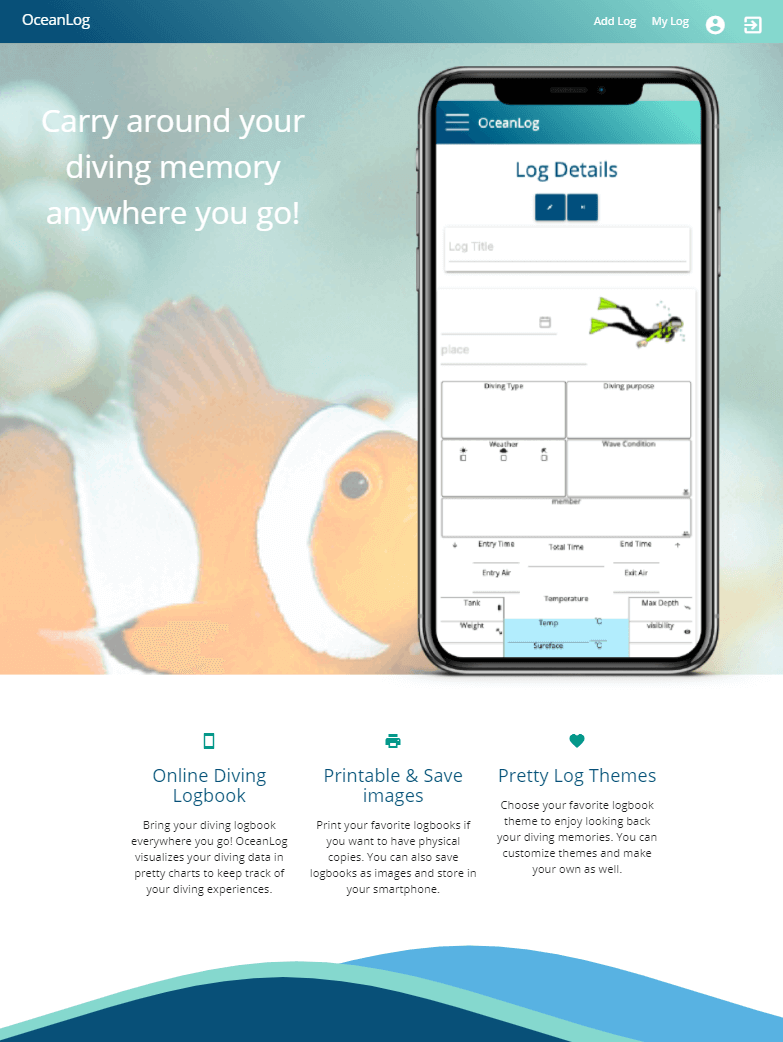 OceanLog
Add Log
My Log
Carry around your
diving memory
anywhere you go!
OceanLog
Log Details
Log Title
place
Diving Type
Diving purpose
Weather
Wave Condition
member
Entry Time
Total Time
End Time
Entry Air
Exit Air
Temperature
Tank
Max Depth
Temp
℃
Weight
visibility
Sureface
℃
Online Diving
Logbook
Bring your diving logbook
everywhere you go! OceanLog
visualizes your diving data in
pretty charts to keep track of
your diving experiences.
Printable & Save
images
Print your favorite logbooks if
you want to have physical
copies. You can also save
logbooks as images and store in
your smartphone.
Pretty Log Themes
Choose your favorite logbook
theme to enjoy looking back
your diving memories. You can
customize themes and make
your own as well.